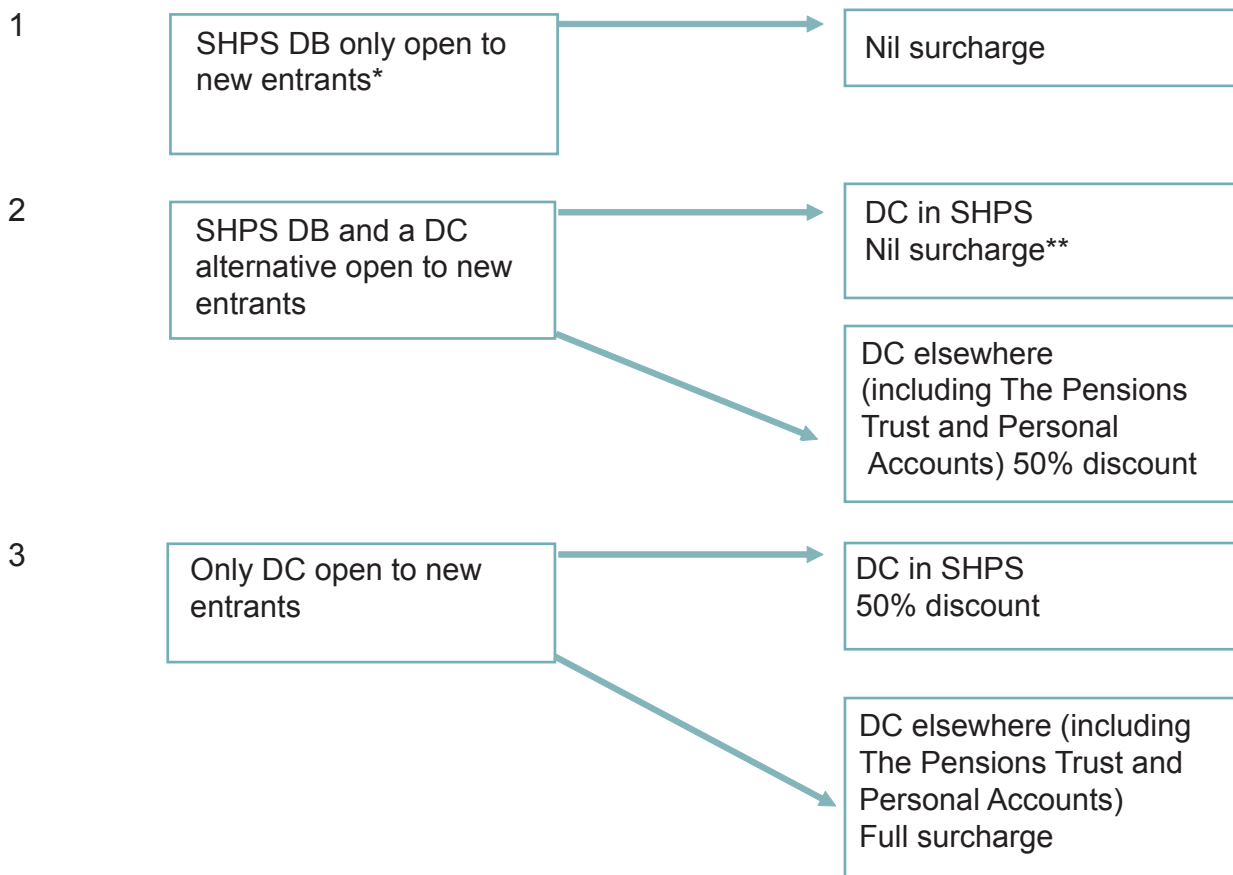 1
SHPS DB only open to
new entrants*
Nil surcharge
2
SHPS DB and a DC
alternative open to new
entrants
DC in SHPS
Nil surcharge**
DC elsewhere
(including The Pensions
Trust and Personal
Accounts) 50% discount
3
Only DC open to new
entrants
DC in SHPS
50% discount
DC elsewhere (including
The Pensions Trust and
Personal Accounts)
Full surcharge